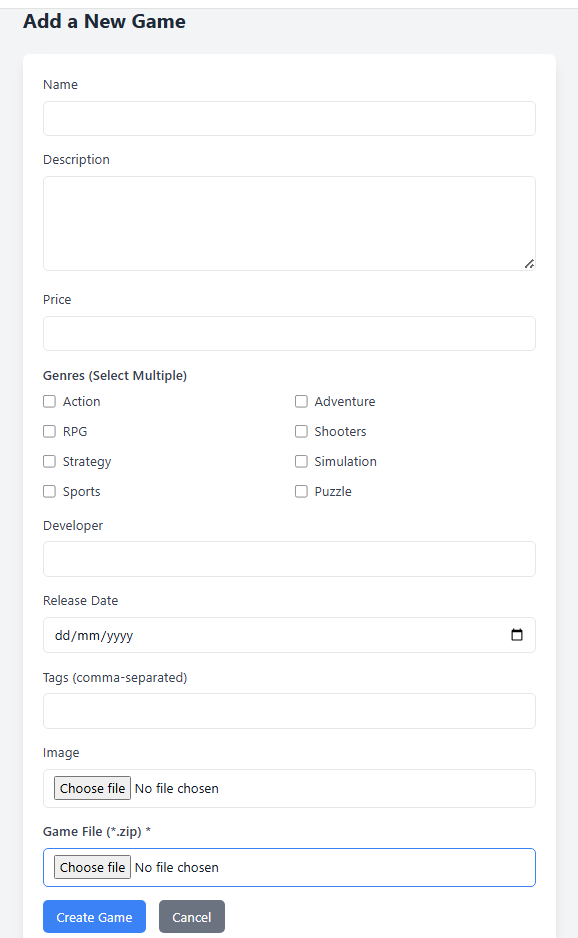 Add a New Game
Name
Description
Price
Genres (Select Multiple)
Action
Adventure
RPG
Shooters
Strategy
Simulation
Sports
Puzzle
Developer
Release Date
dd/mm/yyyy
Tags (comma-separated)
Image
Choose file No file chosen
Game File (*.zip) *
Choose file No file chosen
Create Game
Cancel